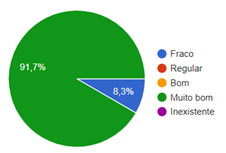 91,7%
8,3%
Fraco
Regular
Bom
Muito bom
Inexistente